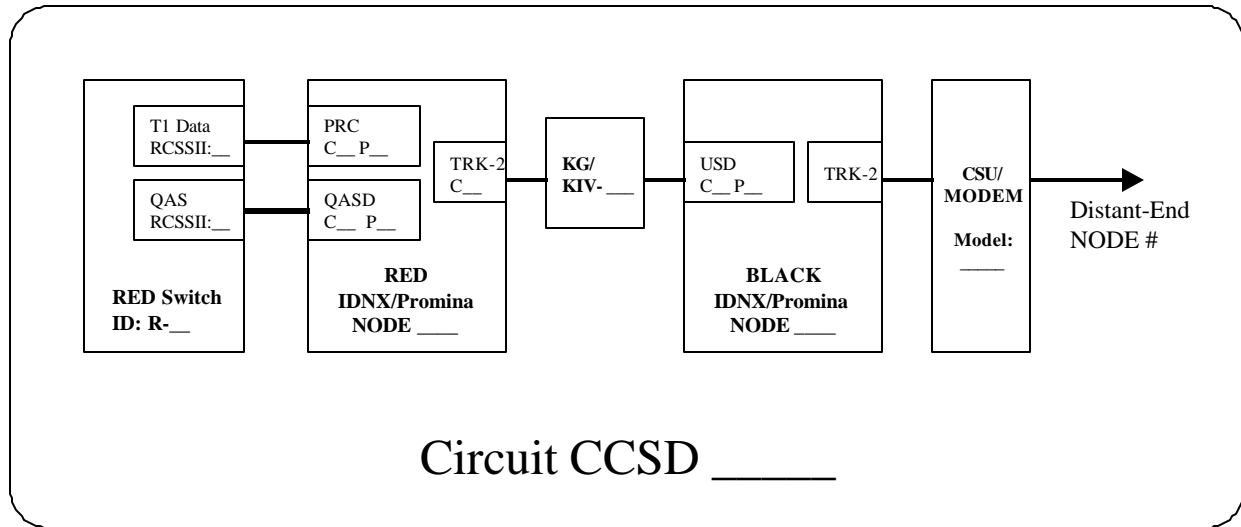 T1 Data
RCSSII:__
QAS
RCSSII:__
RED Switch
ID: R-__
PRC
C__ P__
QASD
C__ P__
TRK-2
C__
RED
IDNX/Promina
NODE ____
KG/
KIV- ___
USD
C__ P__
TRK-2
BLACK
IDNX/Promina
NODE ____
CSU/
MODEM
Model:
_____
Distant-End
NODE #
Circuit CCSD _____